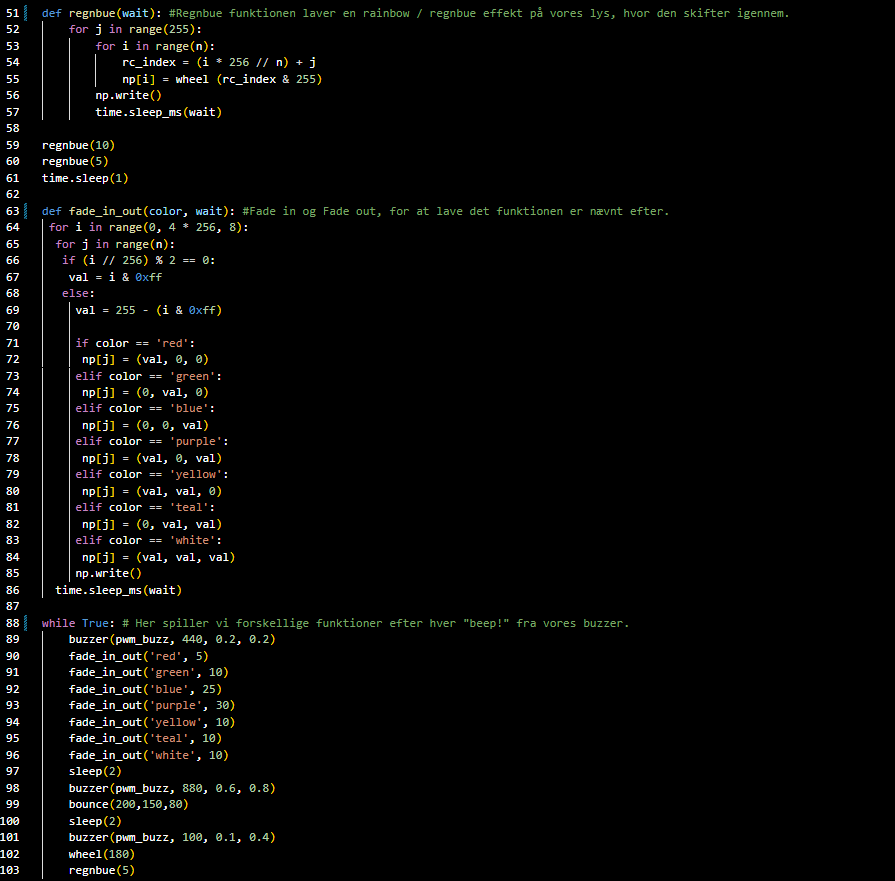 51 def regnbue(wait): #Regnbue funktionen laver en rainbow / regnbue effekt på vores lys, hvor den skifter igennem.
52     for j in range(255):
53         for i in range(n):
54             rc_index = (i * 256 // n) + j
55             np[i] = wheel (rc_index & 255)
56         np.write()
57         time.sleep_ms(wait)
58
59 regnbue(10)
60 regnbue(5)
61 time.sleep(1)
62
63 def fade_in_out(color, wait): #Fade in og Fade out, for at lave det funktionen er nævnt efter.
64  for i in range(0, 4 * 256, 8):
65   for j in range(n):
66    if (i // 256) % 2 == 0:
67     val = i & 0xff
68    else:
69      val = 255 - (i & 0xff)
70
71      if color == 'red':
72       np[j] = (val, 0, 0)
73      elif color == 'green':
74       np[j] = (0, val, 0)
75      elif color == 'blue':
76       np[j] = (0, 0, val)
77      elif color == 'purple':
78       np[j] = (val, 0, val)
79      elif color == 'yellow':
80       np[j] = (val, val, 0)
81      elif color == 'teal':
82       np[j] = (0, val, val)
83      elif color == 'white':
84       np[j] = (val, val, val)
85      np.write()
86   time.sleep_ms(wait)
87
88 while True: # Her spiller vi forskellige funktioner efter hver "beep!" fra vores buzzer.
89     buzzer(pwm_buzz, 440, 0.2, 0.2)
90     fade_in_out('red', 5)
91     fade_in_out('green', 10)
92     fade_in_out('blue', 25)
93     fade_in_out('purple', 30)
94     fade_in_out('yellow', 10)
95     fade_in_out('teal', 10)
96     fade_in_out('white', 10)
97     sleep(2)
98     buzzer(pwm_buzz, 880, 0.6, 0.8)
99     bounce(200,150,80)
100     sleep(2)
101     buzzer(pwm_buzz, 100, 0.1, 0.4)
102     wheel(180)
103     regnbue(5)